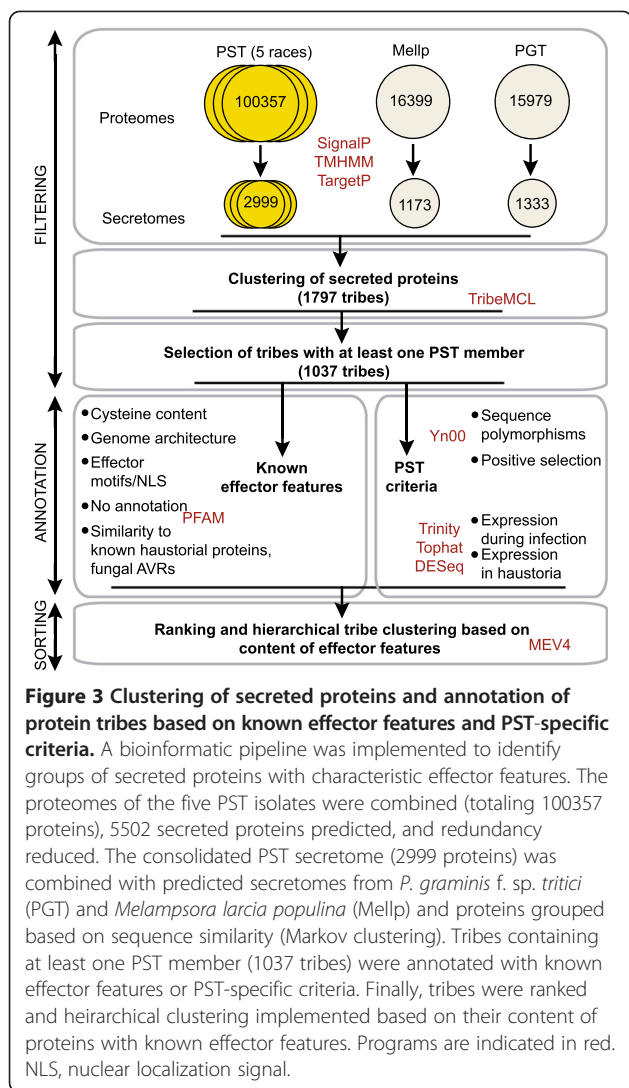 PST (5 races) Mellp PGT
Proteomes 100357 16399 15979
SignalP
TMHMM
TargetP
Secretomes 2999 1173 1333
FILTERING
Clustering of secreted proteins
(1797 tribes) TribeMCL
Selection of tribes with at least one PST member
(1037 tribes)
ANNOTATION
• Cysteine content
• Genome architecture
• Effector
motifs/NLS
• No annotation
PFAM
• Similarity to
known haustorial proteins,
fungal AVRs
Known
effector features
PST
criteria
Yn00
• Sequence
polymorphisms
• Positive selection
Trinity
Tophat
DESeq
• Expression
during infection
• Expression
in haustoria
SORTING
Ranking and hierarchical tribe clustering based on
content of effector features MEV4
Figure 3 Clustering of secreted proteins and annotation of
protein tribes based on known effector features and PST-specific
criteria. A bioinformatic pipeline was implemented to identify
groups of secreted proteins with characteristic effector features. The
proteomes of the five PST isolates were combined (totaling 100357
proteins), 5502 secreted proteins predicted, and redundancy
reduced. The consolidated PST secretome (2999 proteins) was
combined with predicted secretomes from P. graminis f. sp. tritici
(PGT) and Melampsora larcia populina (Mellp) and proteins grouped
based on sequence similarity (Markov clustering). Tribes containing
at least one PST member (1037 tribes) were annotated with known
effector features or PST-specific criteria. Finally, tribes were ranked
and heirarchical clustering implemented based on their content of
proteins with known effector features. Programs are indicated in red.
NLS, nuclear localization signal.